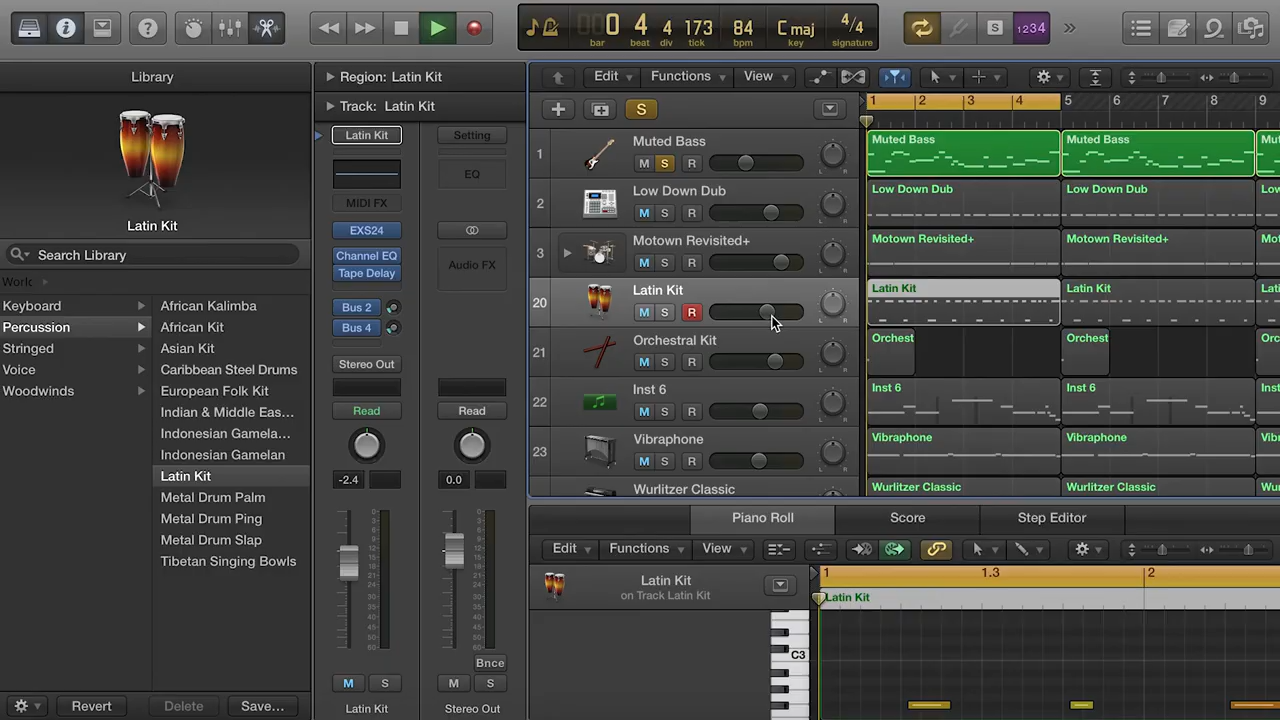 1234
0 4 4 173 84 C maj 4/4
bar beat div tick bpm key signature
Library
Latin Kit
Search Library
Keyboard
Percussion
Stringed
Voice
Woodwinds
African Kalimba
African Kit
Asian Kit
Caribbean Steel Drums
European Folk Kit
Indian & Middle Eas...
Indonesian Gamela...
Indonesian Gamelan
Latin Kit
Metal Drum Palm
Metal Drum Ping
Metal Drum Slap
Tibetan Singing Bowls
Revert Delete Save...
Region: Latin Kit
Track: Latin Kit
Latin Kit Setting
EQ
MIDI FX
EXS24
Channel EQ Audio FX
Tape Delay
Bus 2
Bus 4
Stereo Out
Read Read
-2.4 0.0
Bnce
M S M S
Latin Kit Stereo Out
Edit Functions View
S
1 2 3 4 5 6 7 8 9
1 Muted Bass
M S R
2 Low Down Dub
M S R
3 Motown Revisited+
M S R
20 Latin Kit
M S R
21 Orchestral Kit
M S R
22 Inst 6
M S R
23 Vibraphone
M S R
Wurlitzer Classic
Muted Bass Muted Bass
Low Down Dub Low Down Dub
Motown Revisited+ Motown Revisited+
Latin Kit Latin Kit
Orchest Orchest
Inst 6 Inst 6
Vibraphone Vibraphone
Wurlitzer Classic Wurlitzer Classic
Piano Roll Score Step Editor
Edit Functions View
Latin Kit
on Track Latin Kit
1 1.3 2
Latin Kit
C3